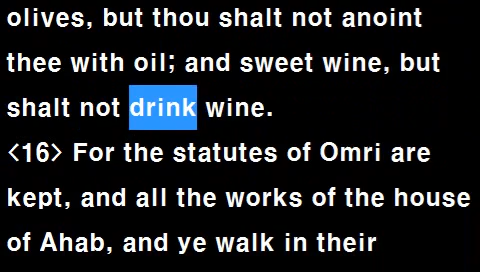 olives, but thou shalt not anoint
thee with oil; and sweet wine, but
shalt not drink wine.
<16> For the statutes of Omri are
kept, and all the works of the house
of Ahab, and ye walk in their